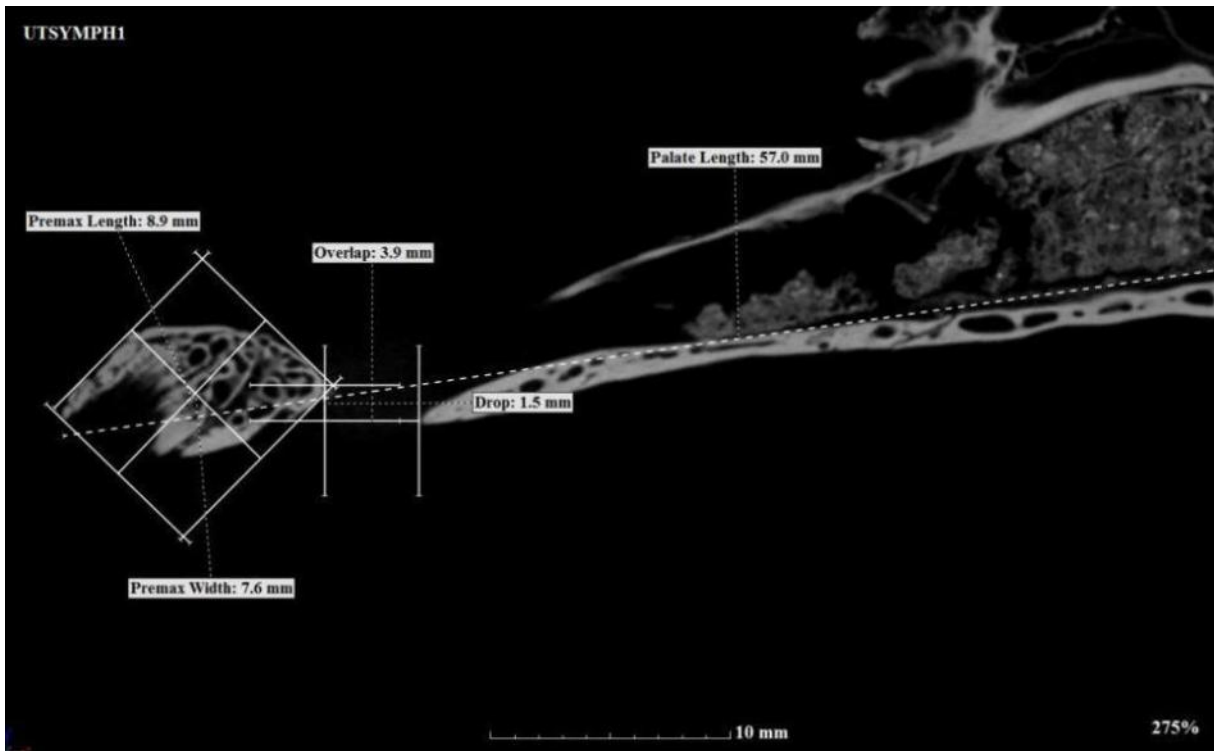 UTSYMPH1
Palate Length: 57.0 mm
Premax Length: 8.9 mm
Overlap: 3.9 mm
Drop: 1.5 mm
Premax Width: 7.6 mm
10 mm
275%